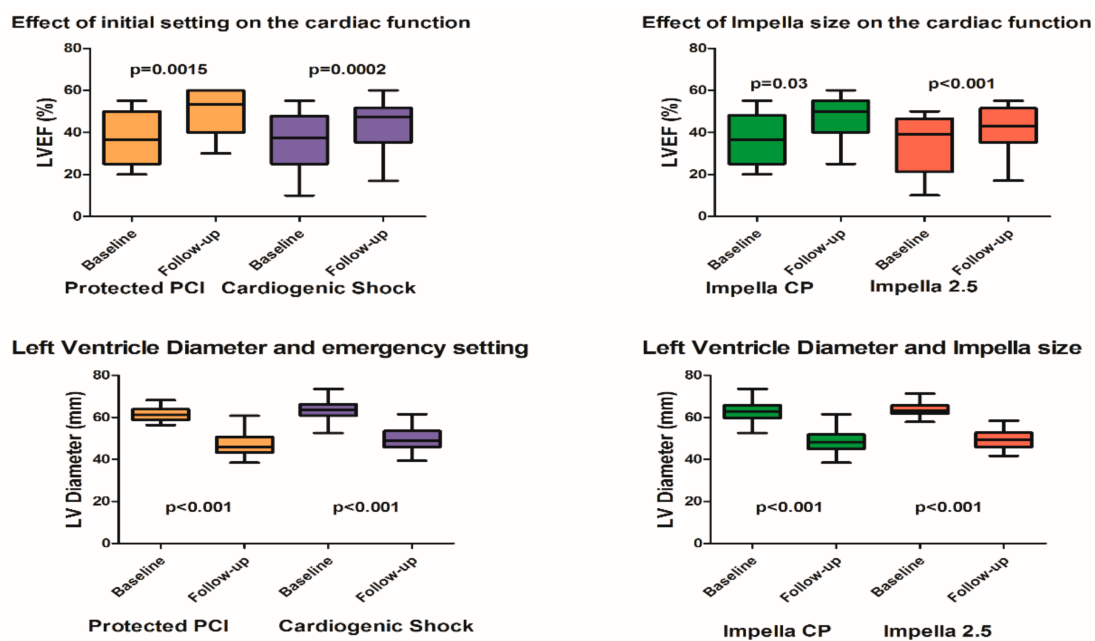 Effect of initial setting on the cardiac function
80
60
40
20
0
LVEF (%)
p=0.0015
p=0.0002
Baseline
Follow-up
Baseline
Follow-up
Protected PCI
Cardiogenic Shock
Effect of Impella size on the cardiac function
80
60
40
20
0
LVEF (%)
p=0.03
p<0.001
Baseline
Follow-up
Baseline
Follow-up
Impella CP
Impella 2.5
Left Ventricle Diameter and emergency setting
80
60
40
20
0
LV Diameter (mm)
p<0.001
p<0.001
Baseline
Follow-up
Baseline
Follow-up
Protected PCI
Cardiogenic Shock
Left Ventricle Diameter and Impella size
80
60
40
20
0
LV Diameter (mm)
p<0.001
p<0.001
Baseline
Follow-up
Baseline
Follow-up
Impella CP
Impella 2.5